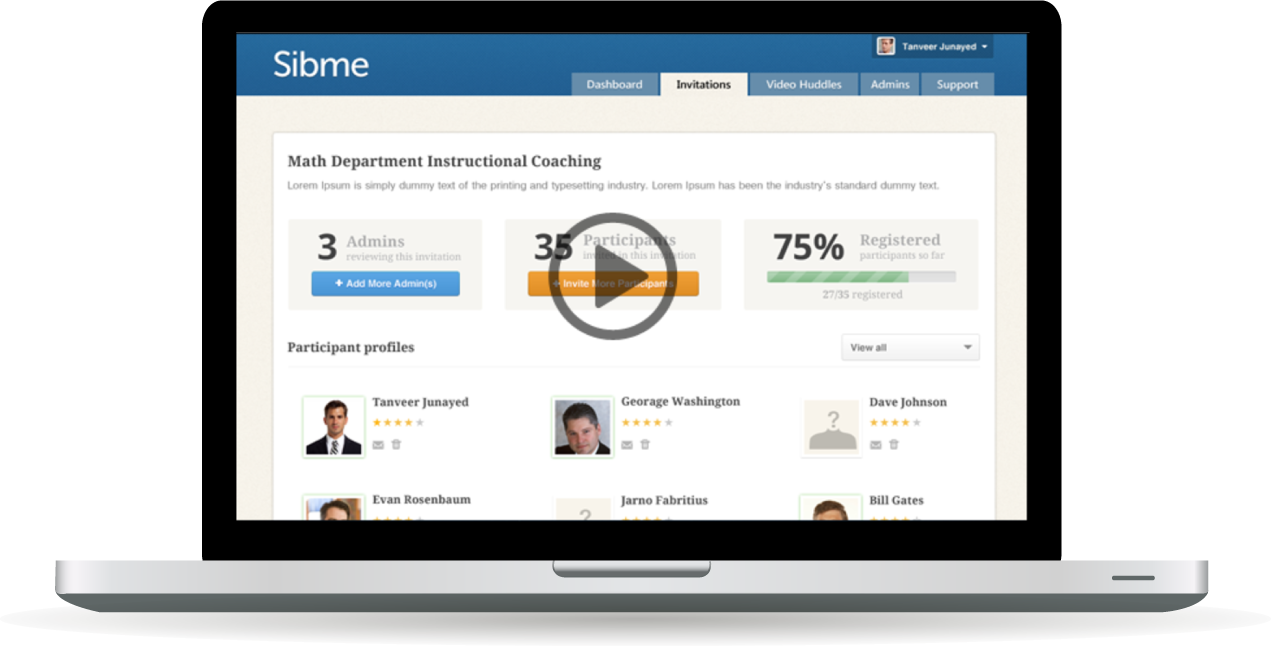 Sibme
Tanveer Junayed
Dashboard
Invitations
Video Huddles
Admins
Support
Math Department Instructional Coaching
Lorem Ipsum is simply dummy text of the printing and typesetting industry. Lorem Ipsum has been the industry's standard dummy text.
3 Admins
reviewing this invitation
+ Add More Admin(s)
35 Participants
invited in this invitation
+ Invite More Participants
75% Registered
participants so far
27/35 registered
Participant profiles
View all
Tanveer Junayed
Georage Washington
Dave Johnson
?
Evan Rosenbaum
Jarno Fabritius
Bill Gates
?